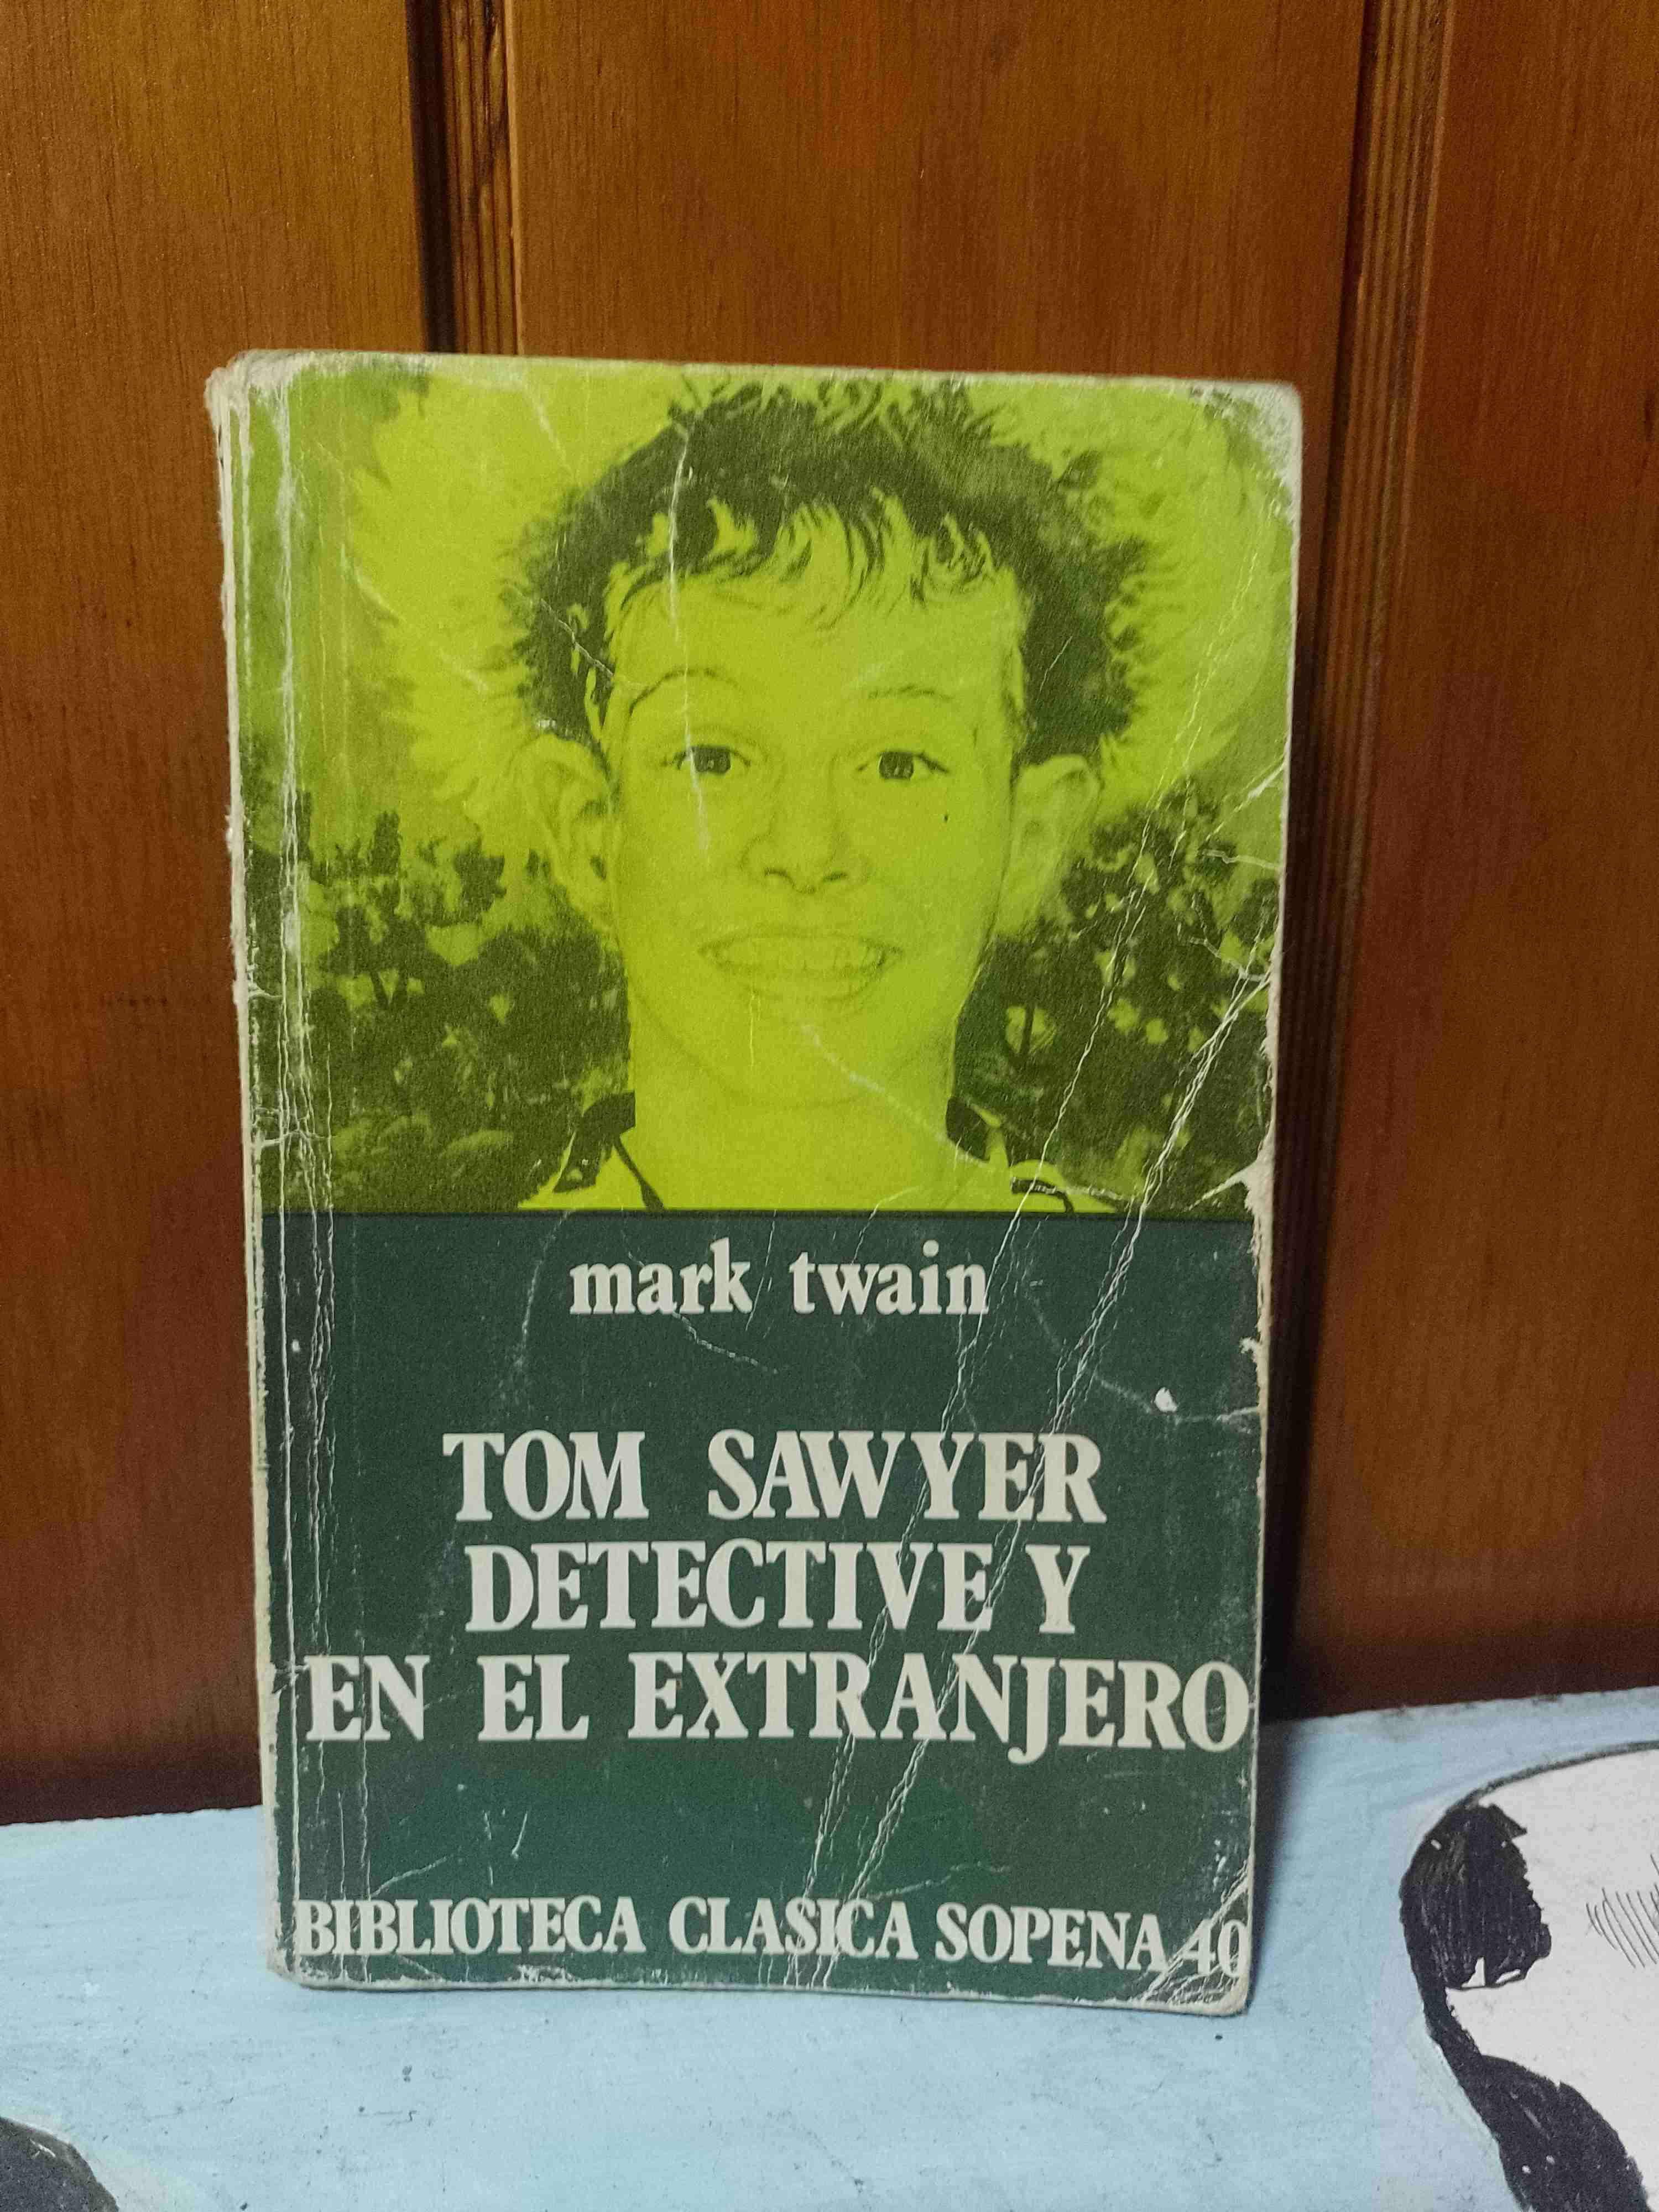 mark twain
TOM SAWYER
DETECTIVE Y
EN EL EXTRANJERO
BIBLIOTECA CLASICA SOPENA 40